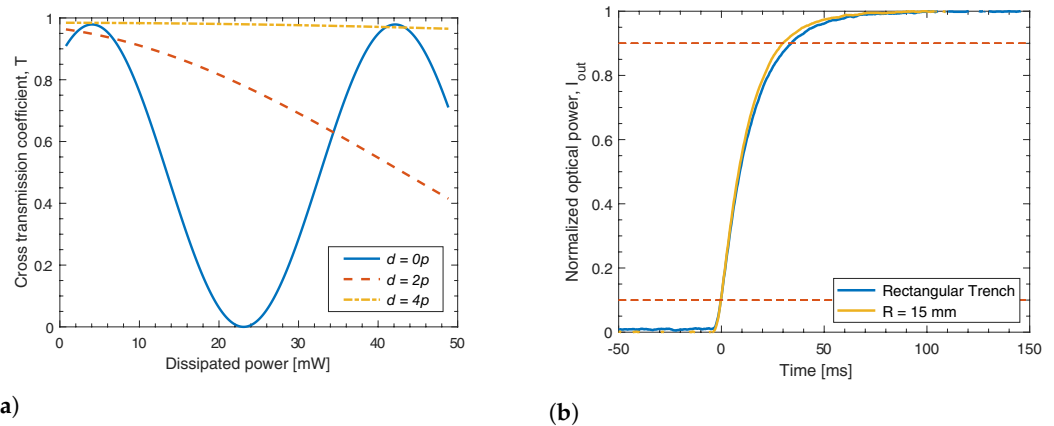 Cross transmission coefficient, T
1
0.8
0.6
0.4
0.2
0
0
10
20
30
40
50
Dissipated power [mW]
d = 0p
d = 2p
d = 4p
a)
Normalized optical power, I_out
1
0.8
0.6
0.4
0.2
0
-50
0
50
100
150
Time [ms]
Rectangular Trench
R = 15 mm
(b)